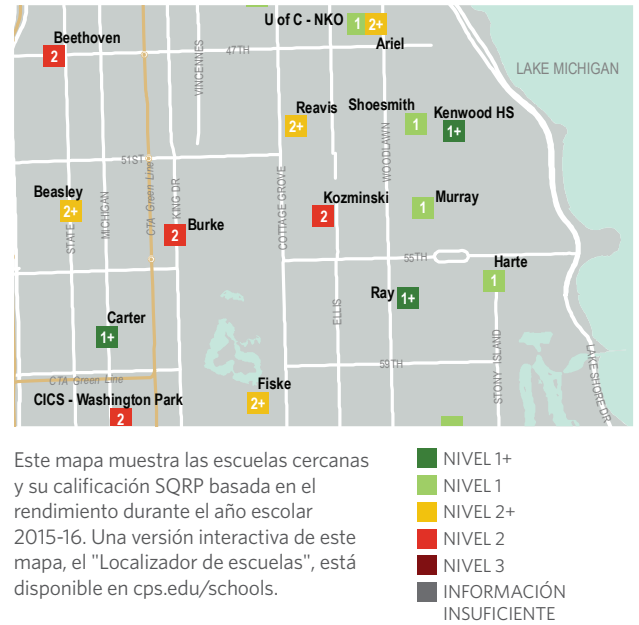 U of C - NKO
1
2+
Ariel
Beethoven
2
47TH
VINCENNES
LAKE MICHIGAN
Reavis
2+
Shoesmith
1
Kenwood HS
1+
WOODLAWN
51ST
CTA Green Line
KING DR
COTTAGE GROVE
Beasley
2+
STATE
MICHIGAN
Burke
2
Kozminski
2
Murray
1
55TH
Harte
1
Ray
1+
ELLIS
Carter
1+
STONY ISLAND
LAKE SHORE DR
59TH
CTA Green Line
CICS - Washington Park
2
Fiske
2+
Este mapa muestra las escuelas cercanas
y su calificación SQRP basada en el
rendimiento durante el año escolar
2015-16. Una versión interactiva de este
mapa, el "Localizador de escuelas", está
disponible en cps.edu/schools.
NIVEL 1+
NIVEL 1
NIVEL 2+
NIVEL 2
NIVEL 3
INFORMACIÓN
INSUFICIENTE